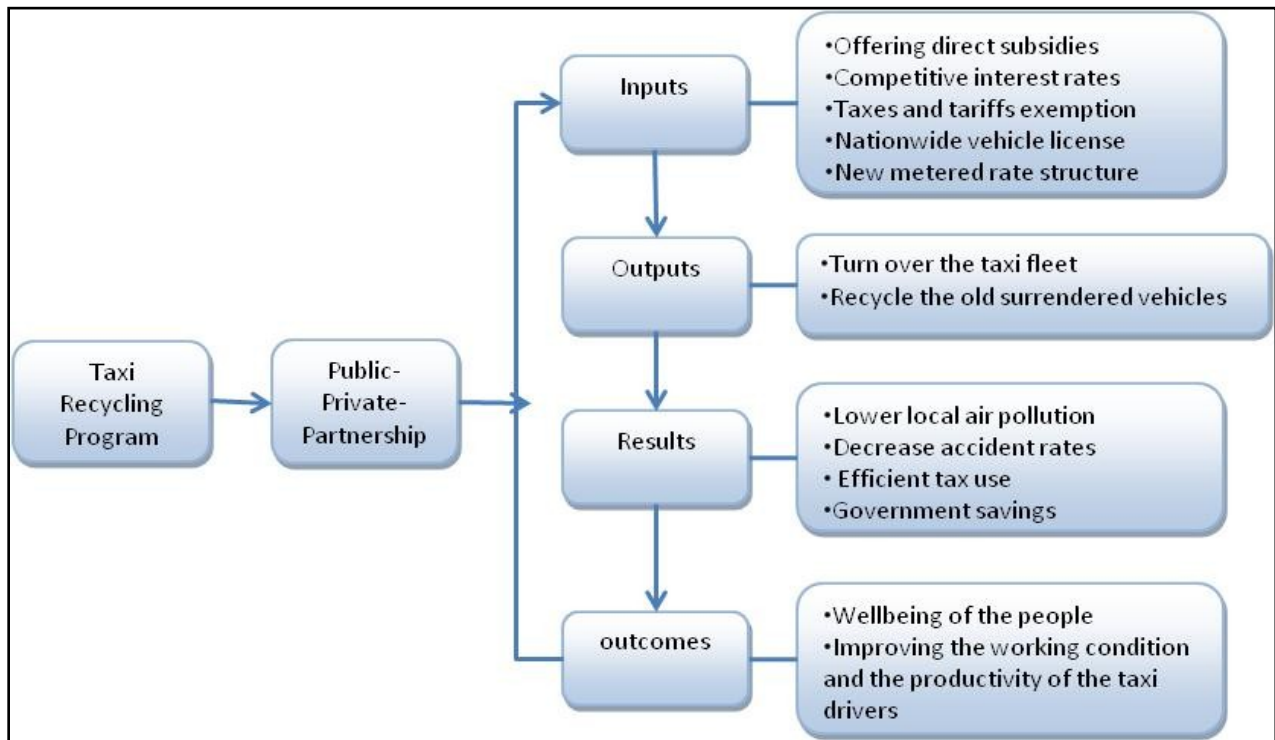 Taxi
Recycling
Program
Public-
Private-
Partnership
Inputs
•Offering direct subsidies
•Competitive interest rates
•Taxes and tariffs exemption
•Nationwide vehicle license
•New metered rate structure
Outputs
•Turn over the taxi fleet
•Recycle the old surrendered vehicles
Results
•Lower local air pollution
•Decrease accident rates
• Efficient tax use
•Government savings
outcomes
•Wellbeing of the people
•Improving the working condition
and the productivity of the taxi
drivers